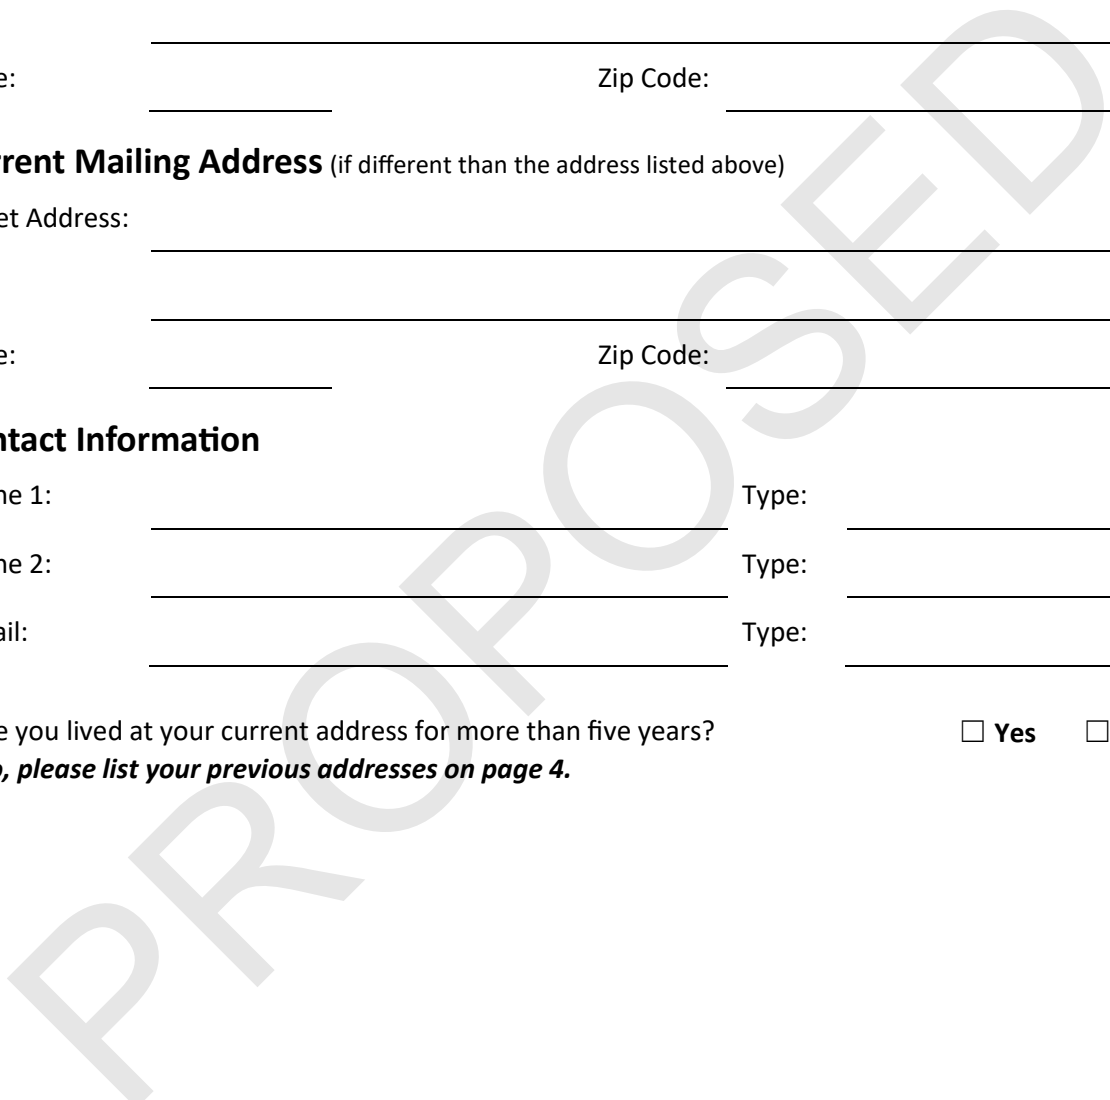 e: Zip Code:
rrent Mailing Address (if different than the address listed above)
et Address:
e: Zip Code:
ntact Information
ne 1: Type:
ne 2: Type:
ail: Type:
e you lived at your current address for more than five years? ☐ Yes ☐
o, please list your previous addresses on page 4.
PROPOSED